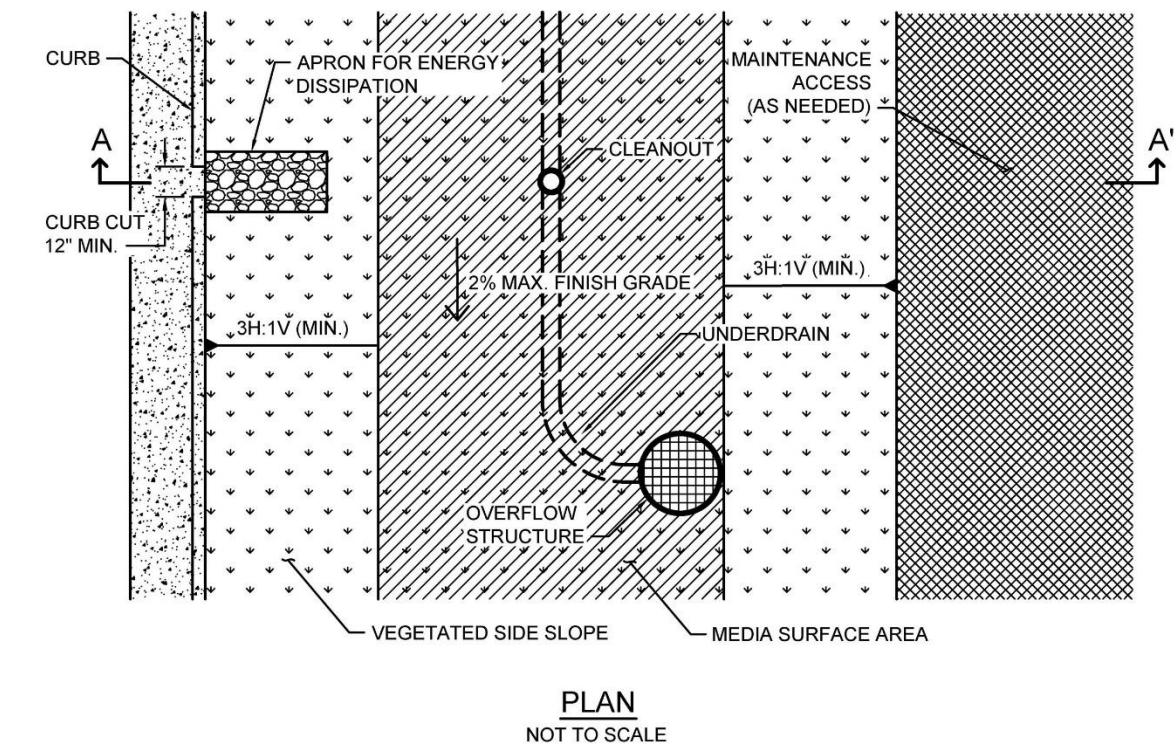 CURB
APRON FOR ENERGY
DISSIPATION
MAINTENANCE
ACCESS
(AS NEEDED)
A
A'
CLEANOUT
CURB CUT
12" MIN.
2% MAX. FINISH GRADE
3H:1V (MIN.)
3H:1V (MIN.)
UNDERDRAIN
OVERFLOW
STRUCTURE
VEGETATED SIDE SLOPE
MEDIA SURFACE AREA
PLAN
NOT TO SCALE